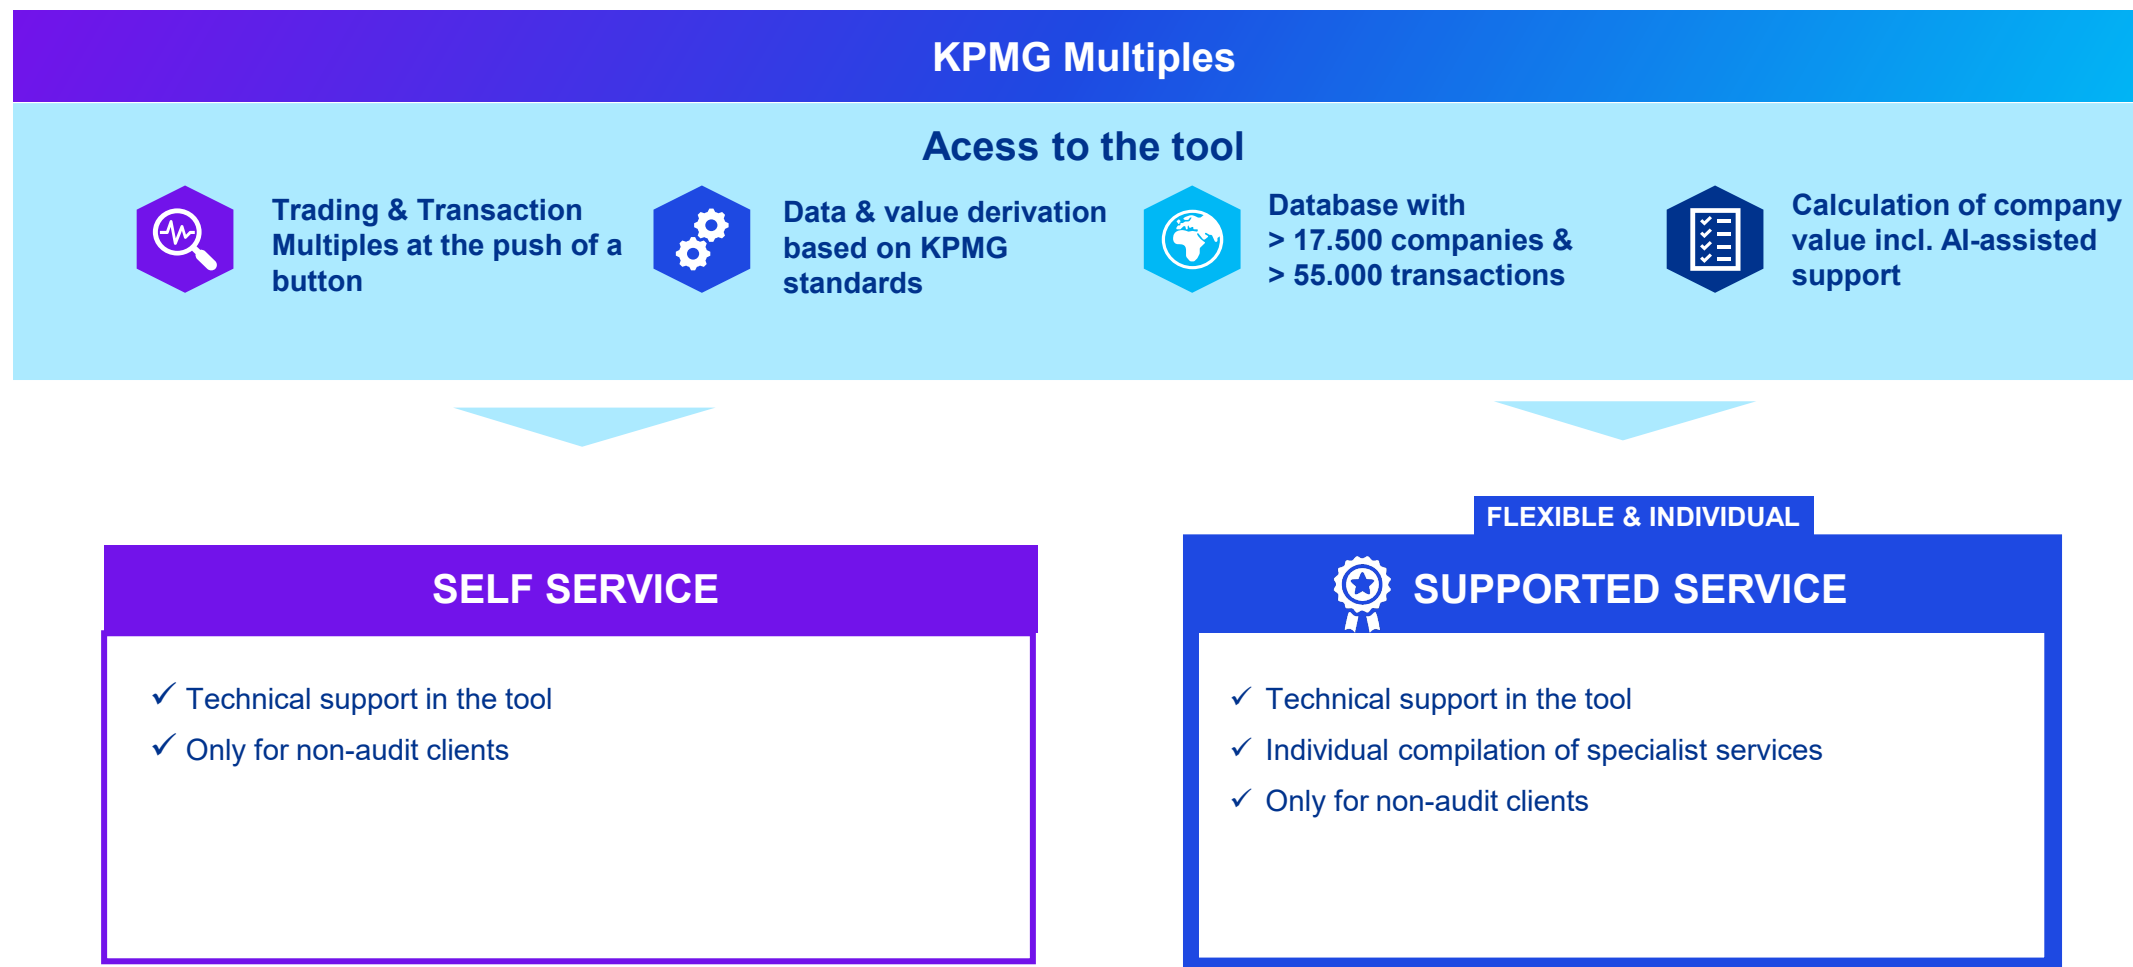 KPMG Multiples
Acess to the tool
Trading & Transaction
Multiples at the push of a
button
Data & value derivation
based on KPMG
standards
Database with
> 17.500 companies &
> 55.000 transactions
Calculation of company
value incl. AI-assisted
support
SELF SERVICE
✓ Technical support in the tool
✓ Only for non-audit clients
FLEXIBLE & INDIVIDUAL
SUPPORTED SERVICE
✓ Technical support in the tool
✓ Individual compilation of specialist services
✓ Only for non-audit clients